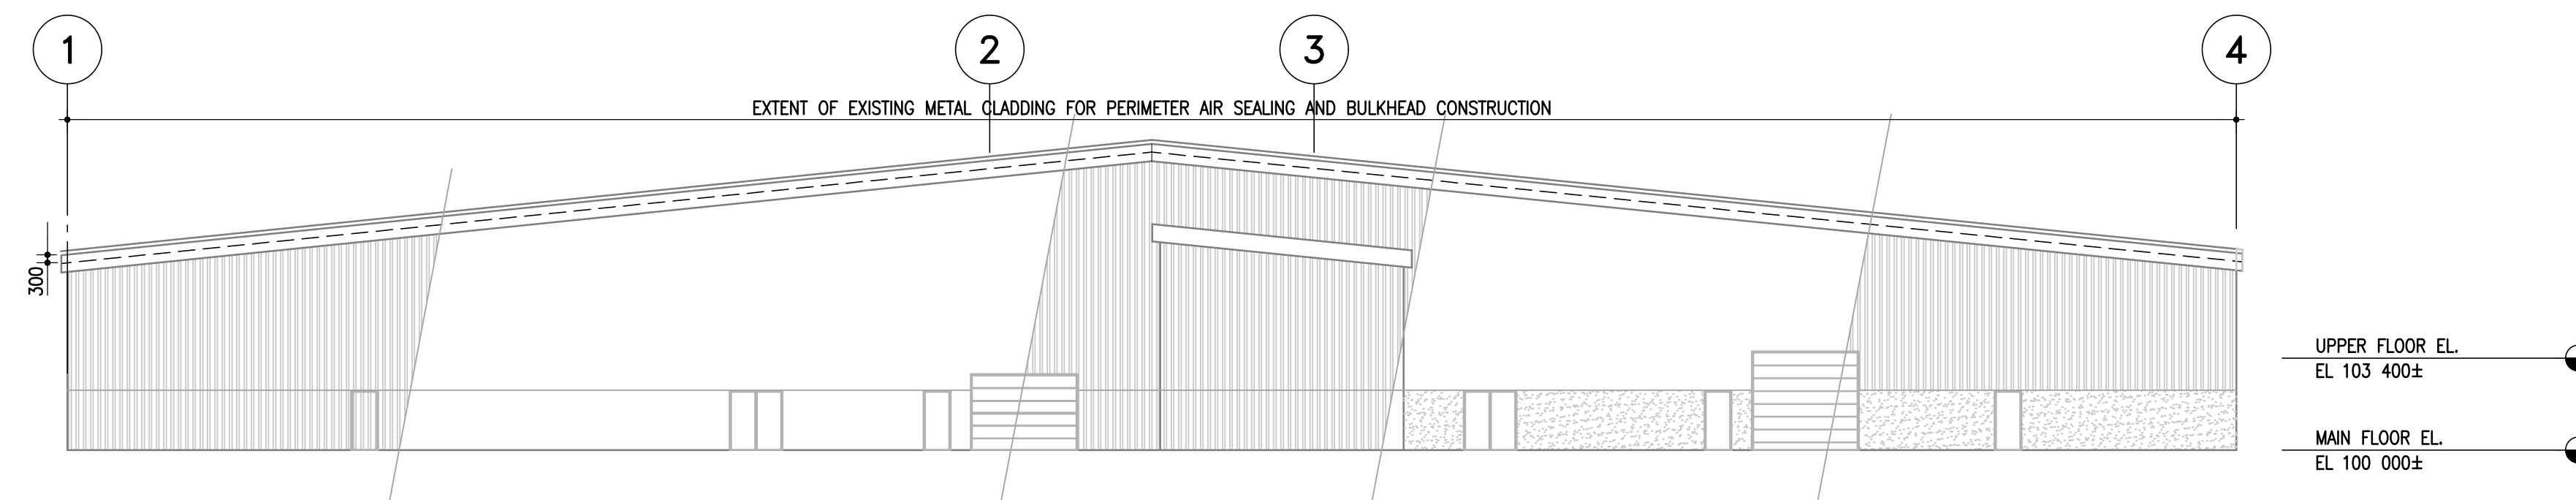 1
2
3
4
EXTENT OF EXISTING METAL CLADDING FOR PERIMETER AIR SEALING AND BULKHEAD CONSTRUCTION
300
UPPER FLOOR EL.
EL 103 400±
MAIN FLOOR EL.
EL 100 000±